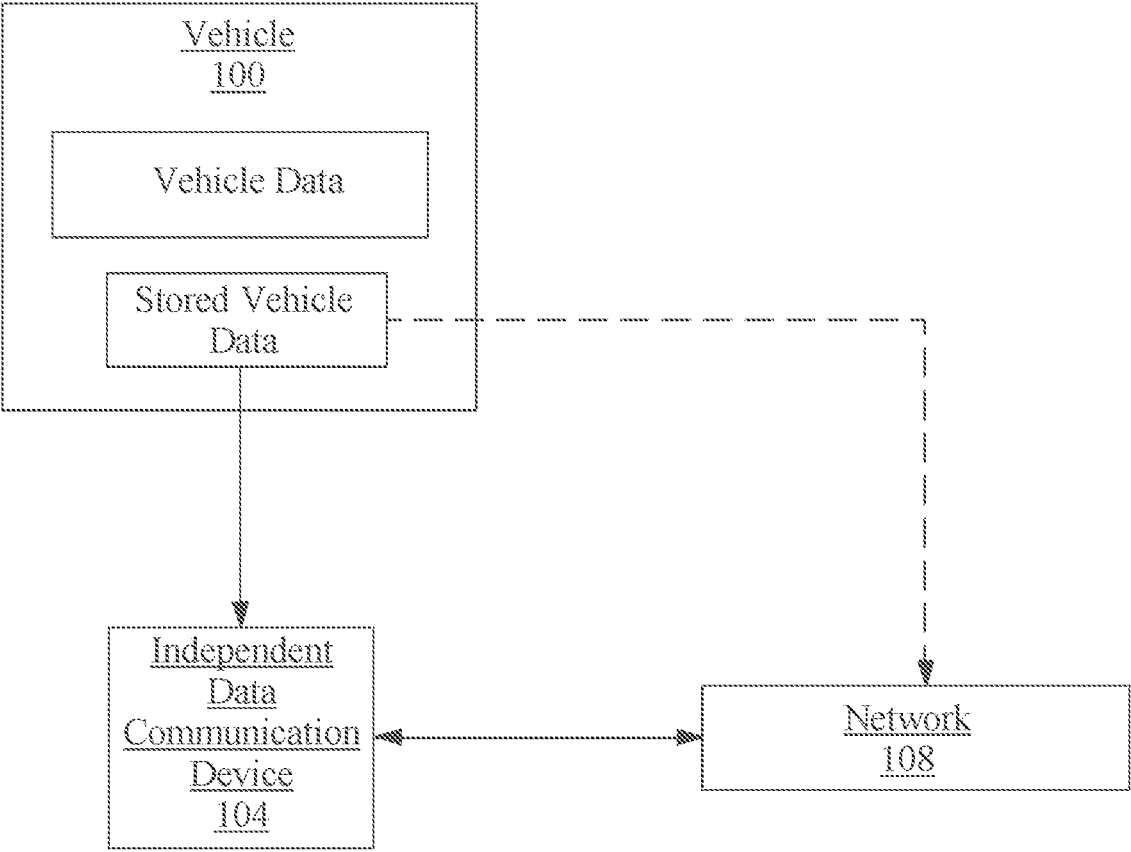 Vehicle
100
Vehicle Data
Stored Vehicle
Data
Independent
Data
Communication
Device
104
Network
108